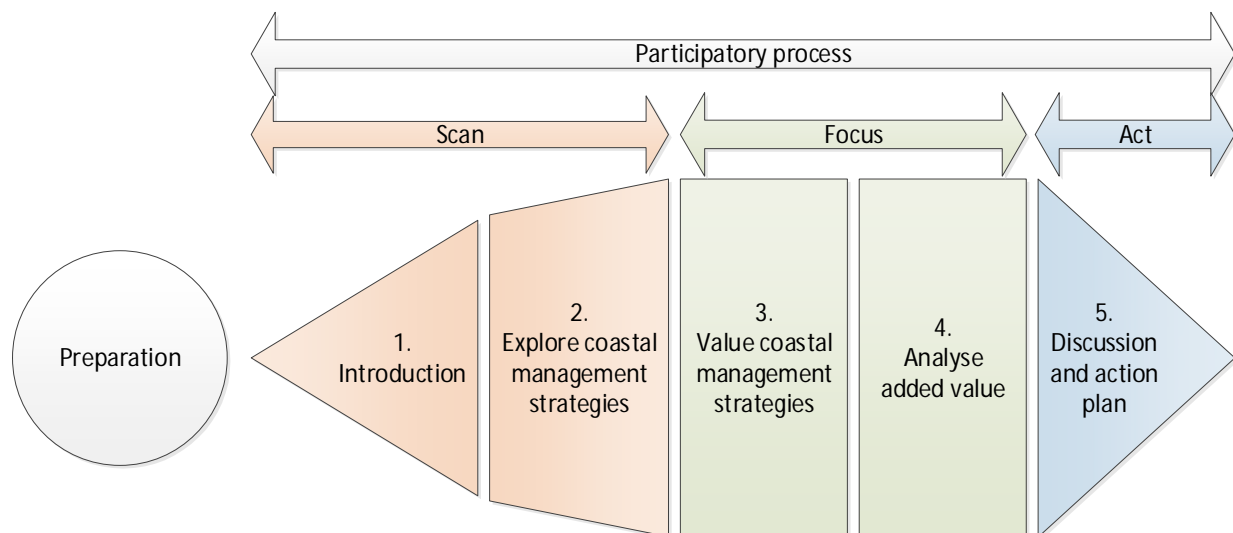 Participatory process
Scan
Focus
Act
Preparation
1.
Introduction
2.
Explore coastal
management
strategies
3.
Value coastal
management
strategies
4.
Analyse
added value
5.
Discussion
and action
plan